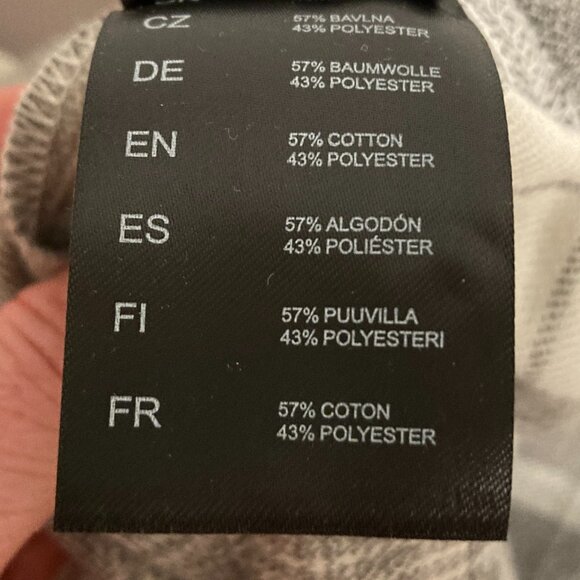 CZ 57% BAVLNA
43% POLYESTER
DE 57% BAUMWOLLE
43% POLYESTER
EN 57% COTTON
43% POLYESTER
ES 57% ALGODÓN
43% POLIÉSTER
FI 57% PUUVILLA
43% POLYESTERI
FR 57% COTON
43% POLYESTER